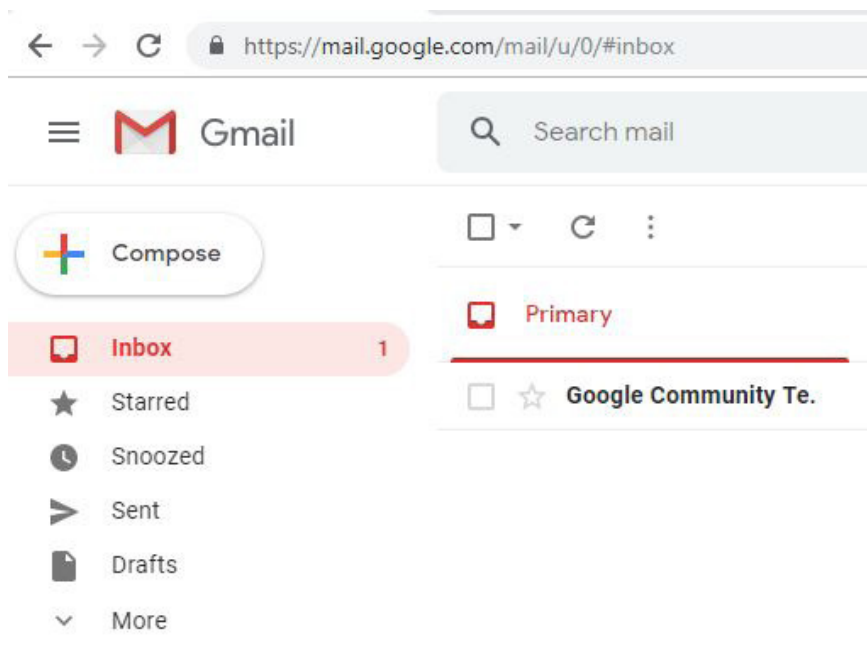 https://mail.google.com/mail/u/0/#inbox
Gmail
Search mail
Compose
Primary
Inbox 1
Starred
Google Community Te.
Snoozed
Sent
Drafts
More